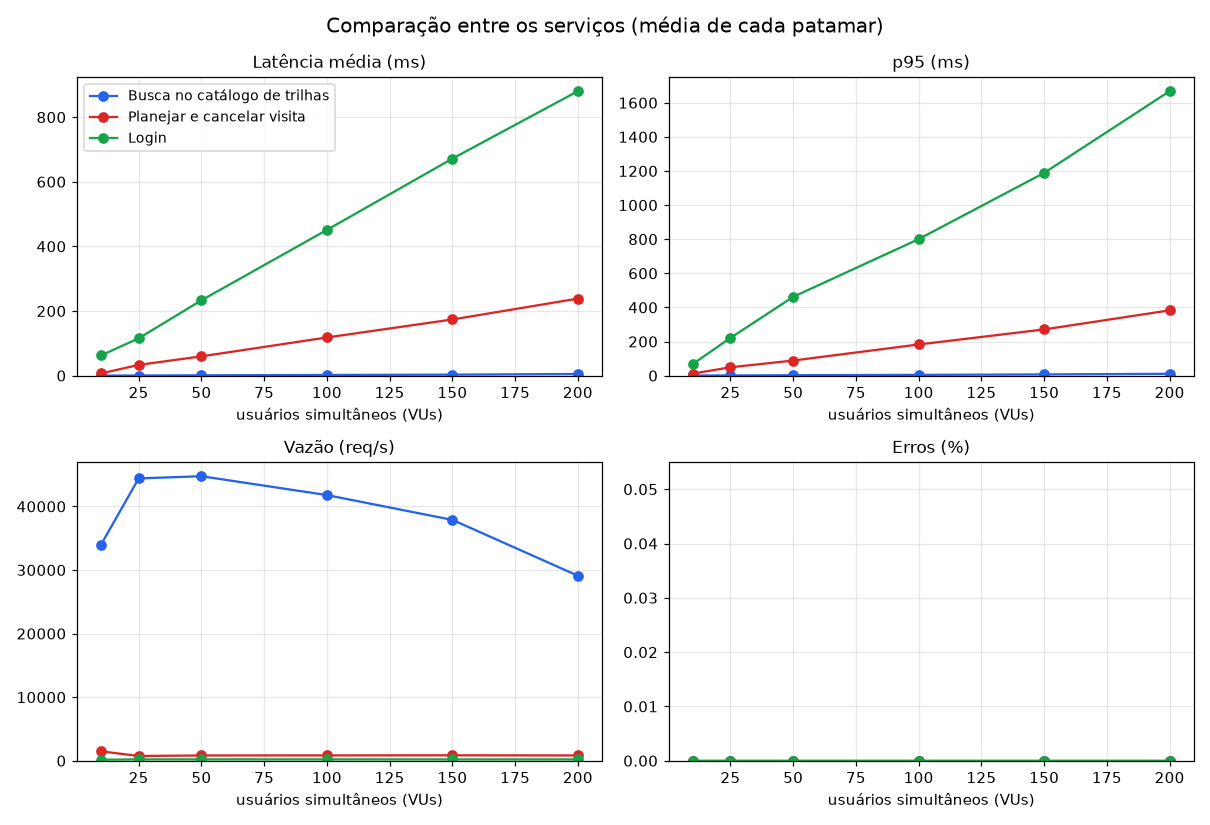 Comparação entre os serviços (média de cada patamar)
Latência média (ms)
Busca no catálogo de trilhas
Planejar e cancelar visita
Login
800
600
400
200
0
25 50 75 100 125 150 175 200
usuários simultâneos (VUs)
p95 (ms)
1600
1400
1200
1000
800
600
400
200
0
25 50 75 100 125 150 175 200
usuários simultâneos (VUs)
Vazão (req/s)
40000
30000
20000
10000
0
25 50 75 100 125 150 175 200
usuários simultâneos (VUs)
Erros (%)
0.05
0.04
0.03
0.02
0.01
0.00
25 50 75 100 125 150 175 200
usuários simultâneos (VUs)